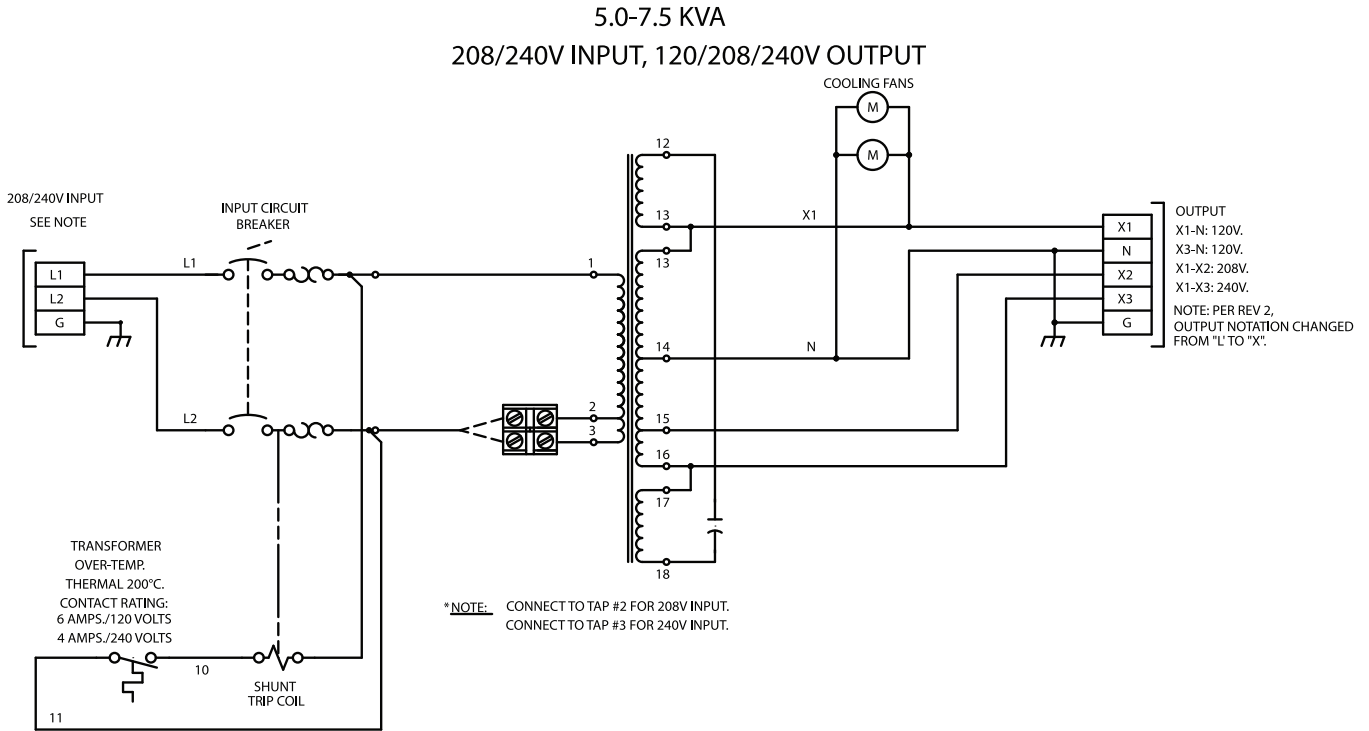 5.0-7.5 KVA
208/240V INPUT, 120/208/240V OUTPUT
COOLING FANS
M
M
208/240V INPUT
SEE NOTE
INPUT CIRCUIT
BREAKER
L1
L2
G
L1
L2
1
2
3
12
13
13
14
15
16
17
18
X1
N
X1
N
X2
X3
G
OUTPUT
X1-N: 120V.
X3-N: 120V.
X1-X2: 208V.
X1-X3: 240V.
NOTE: PER REV 2,
OUTPUT NOTATION CHANGED
FROM "L' TO "X".
TRANSFORMER
OVER-TEMP.
THERMAL 200°C.
CONTACT RATING:
6 AMPS./120 VOLTS
4 AMPS./240 VOLTS
10
11
SHUNT
TRIP COIL
*NOTE: CONNECT TO TAP #2 FOR 208V INPUT.
CONNECT TO TAP #3 FOR 240V INPUT.